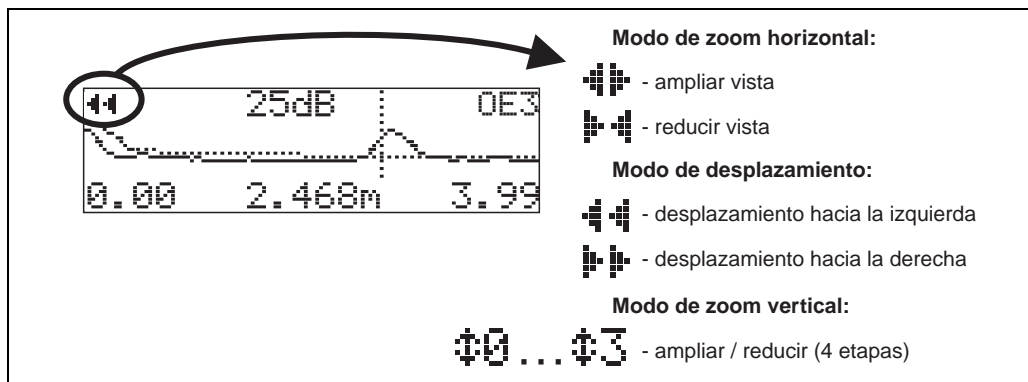 Modo de zoom horizontal:
- ampliar vista
- reducir vista
Modo de desplazamiento:
- desplazamiento hacia la izquierda
- desplazamiento hacia la derecha
Modo de zoom vertical:
0...3 - ampliar / reducir (4 etapas)
25dB 0E3
0.00 2.468m 3.99